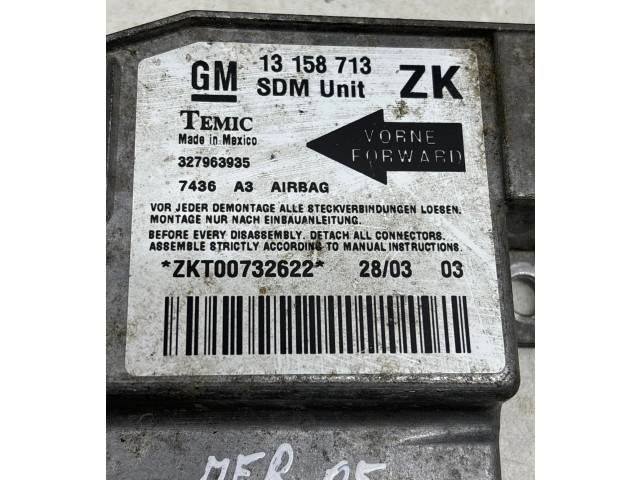 GM 13 158 713 ZK
SDM Unit
TEMIC
Made in Mexico
327963935
VORNE
FORWARD
7436 A3 AIRBAG
VOR JEDER DEMONTAGE ALLE STECKVERBINDUNGEN LOESEN.
MONTAGE NUR NACH EINBAUANLEITUNG.
BEFORE EVERY DISASSEMBLY. DETACH ALL CONNECTORS.
ASSEMBLE STRICTLY ACCORDING TO MANUAL INSTRUCTIONS.
*ZKT00732622* 28/03 03
MER 05